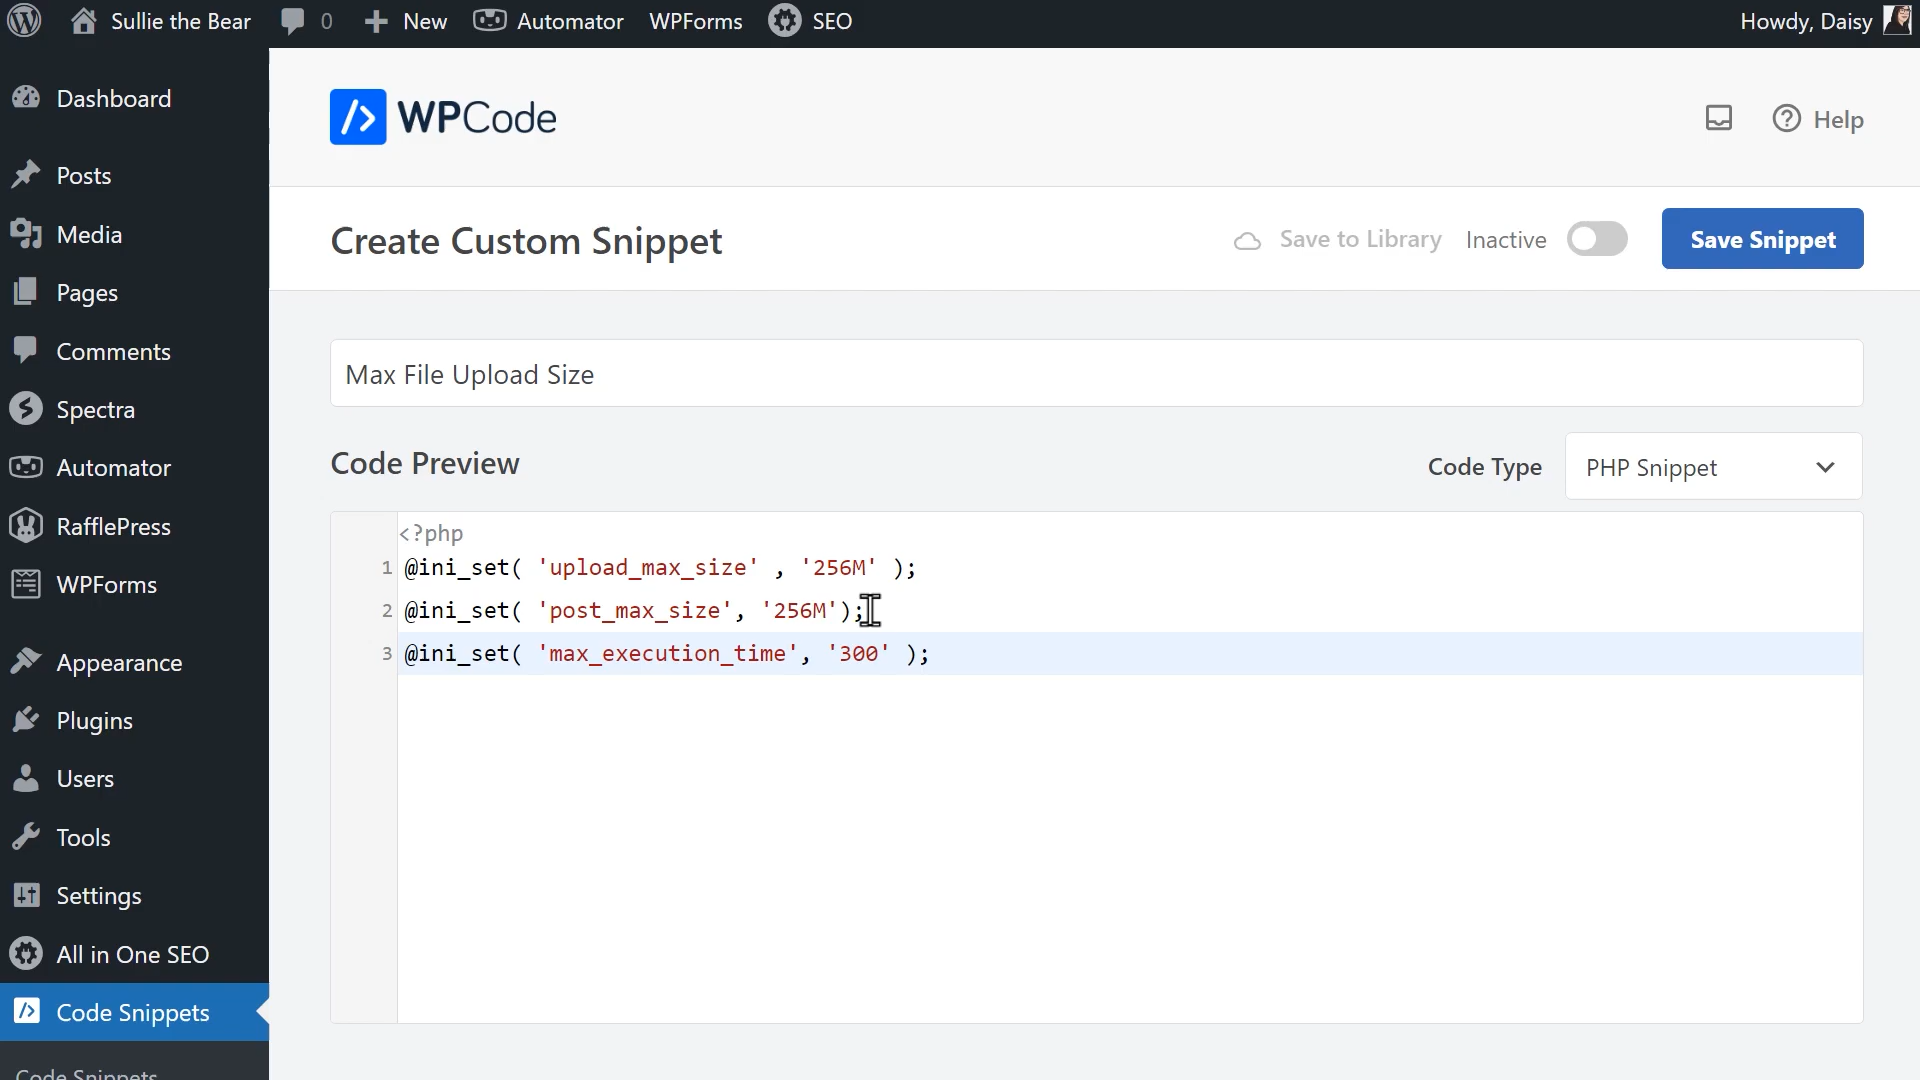 Sullie the Bear 0 New Automator WPForms SEO Howdy, Daisy
Dashboard
Posts
Media
Pages
Comments
Spectra
Automator
RafflePress
WPForms
Appearance
Plugins
Users
Tools
Settings
All in One SEO
Code Snippets
Code Snippets
WPCode
Help
Create Custom Snippet
Save to Library Inactive Save Snippet
Max File Upload Size
Code Preview
Code Type PHP Snippet
<?php
1 @ini_set( 'upload_max_size' , '256M' );
2 @ini_set( 'post_max_size', '256M');
3 @ini_set( 'max_execution_time', '300' );